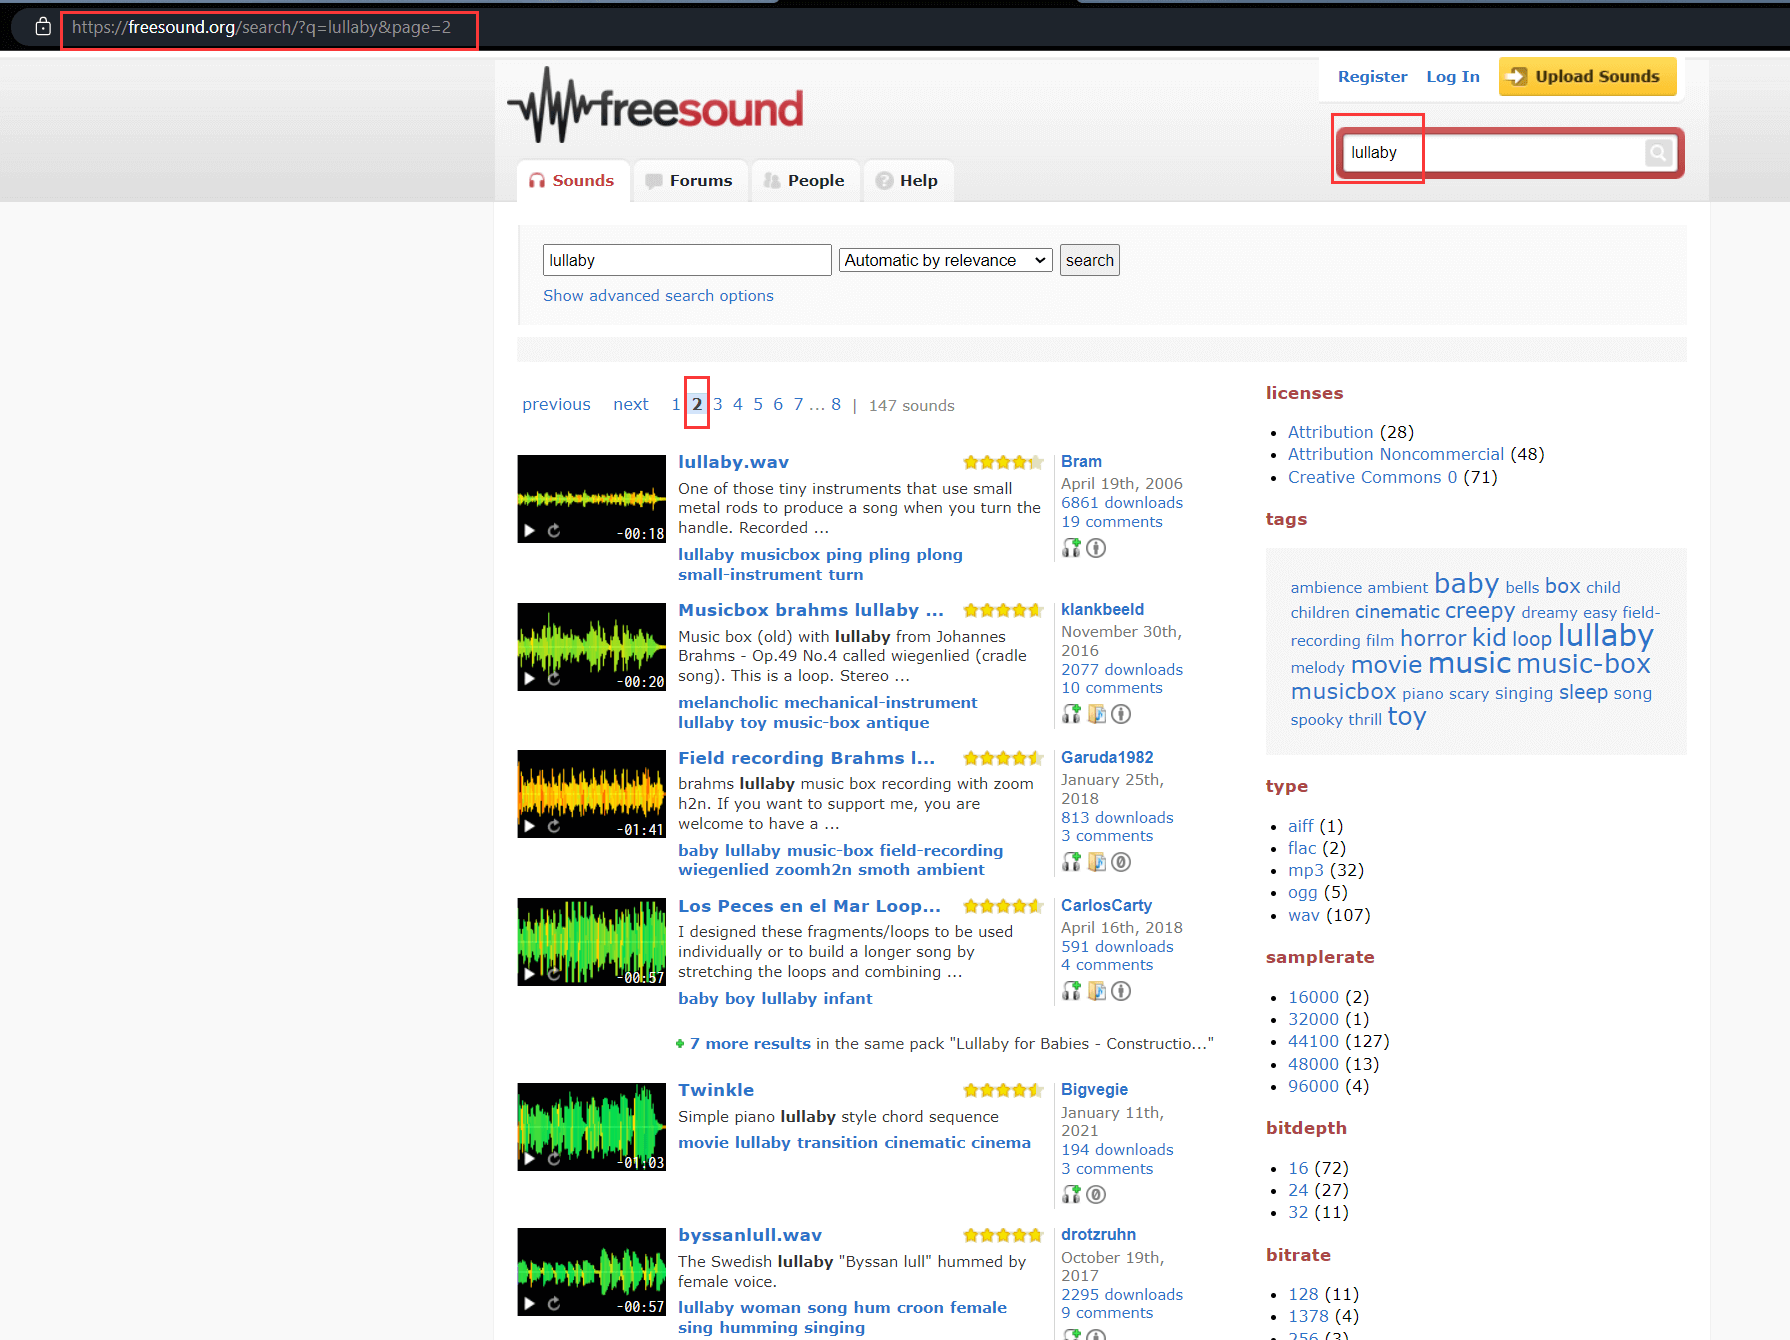 https://freesound.org/search/?q=lullaby&page=2
Register Log In Upload Sounds
freesound
lullaby
Sounds Forums People Help
lullaby Automatic by relevance search
Show advanced search options
previous next 1 2 3 4 5 6 7 ... 8 | 147 sounds
lullaby.wav
One of those tiny instruments that use small
metal rods to produce a song when you turn the
handle. Recorded ...
lullaby musicbox ping pling plong
small-instrument turn
-00:18
Bram
April 19th, 2006
6861 downloads
19 comments
Musicbox brahms lullaby ...
Music box (old) with lullaby from Johannes
Brahms - Op.49 No.4 called wiegenlied (cradle
song). This is a loop. Stereo ...
melancholic mechanical-instrument
lullaby toy music-box antique
-00:20
klankbeeld
November 30th,
2016
2077 downloads
10 comments
Field recording Brahms l...
brahms lullaby music box recording with zoom
h2n. If you want to support me, you are
welcome to have a ...
baby lullaby music-box field-recording
wiegenlied zoomh2n smoth ambient
-01:41
Garuda1982
January 25th,
2018
813 downloads
3 comments
Los Peces en el Mar Loop...
I designed these fragments/loops to be used
individually or to build a longer song by
stretching the loops and combining ...
baby boy lullaby infant
-00:57
CarlosCarty
April 16th, 2018
591 downloads
4 comments
7 more results in the same pack "Lullaby for Babies - Constructio..."
Twinkle
Simple piano lullaby style chord sequence
movie lullaby transition cinematic cinema
-01:03
Bigvegie
January 11th,
2021
194 downloads
3 comments
byssanlull.wav
The Swedish lullaby "Byssan lull" hummed by
female voice.
lullaby woman song hum croon female
sing humming singing
-00:57
drotzruhn
October 19th,
2017
2295 downloads
9 comments
licenses
Attribution (28)
Attribution Noncommercial (48)
Creative Commons 0 (71)
tags
ambience ambient baby bells box child
children cinematic creepy dreamy easy field-
recording film horror kid loop lullaby
melody movie music music-box
musicbox piano scary singing sleep song
spooky thrill toy
type
aiff (1)
flac (2)
mp3 (32)
ogg (5)
wav (107)
samplerate
16000 (2)
32000 (1)
44100 (127)
48000 (13)
96000 (4)
bitdepth
16 (72)
24 (27)
32 (11)
bitrate
128 (11)
1378 (4)
256 (3)